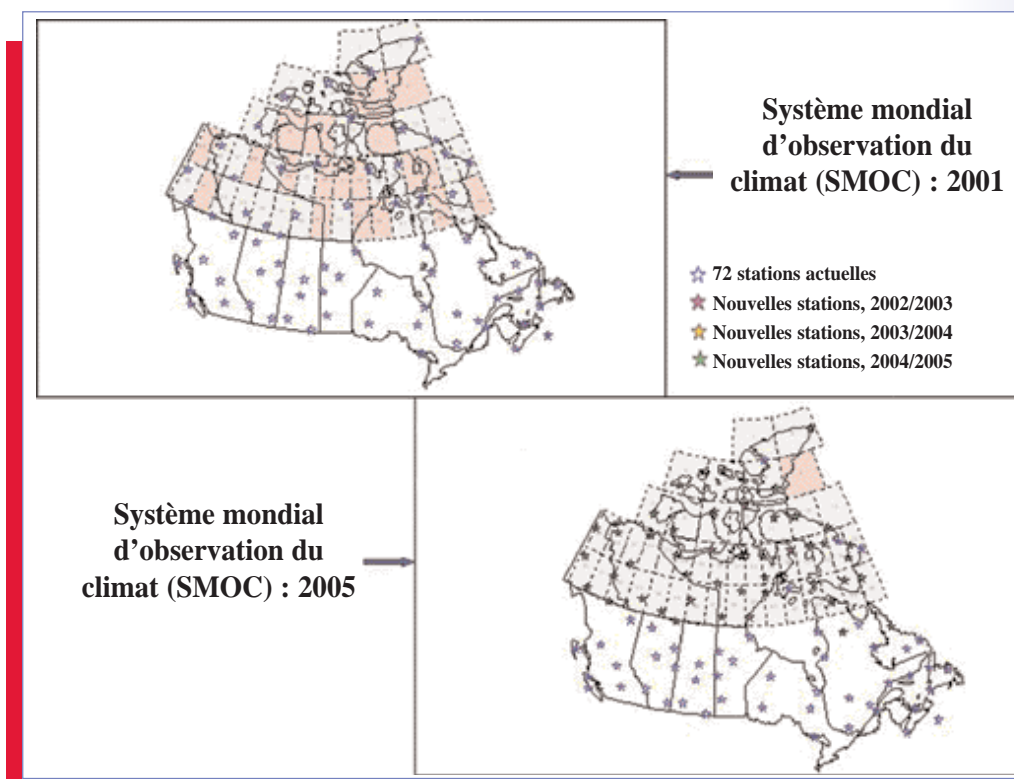 Système mondial
d'observation du
climat (SMOC) : 2001
72 stations actuelles
Nouvelles stations, 2002/2003
Nouvelles stations, 2003/2004
Nouvelles stations, 2004/2005
Système mondial
d'observation du
climat (SMOC) : 2005